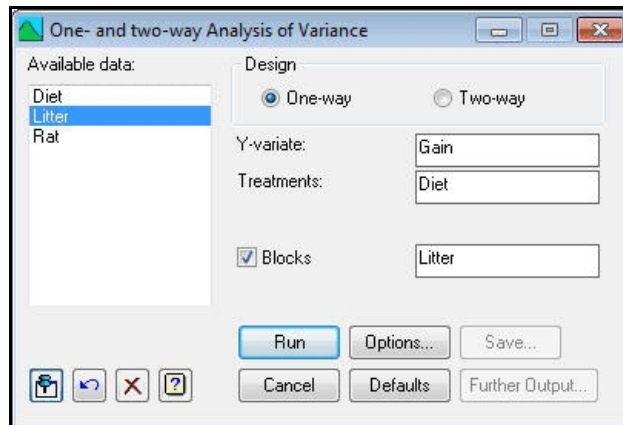 One- and two-way Analysis of Variance
Available data:
Diet
Litter
Rat
Design
One-way
Two-way
Y-variate:
Gain
Treatments:
Diet
Blocks
Litter
Run
Options...
Save...
Cancel
Defaults
Further Output...